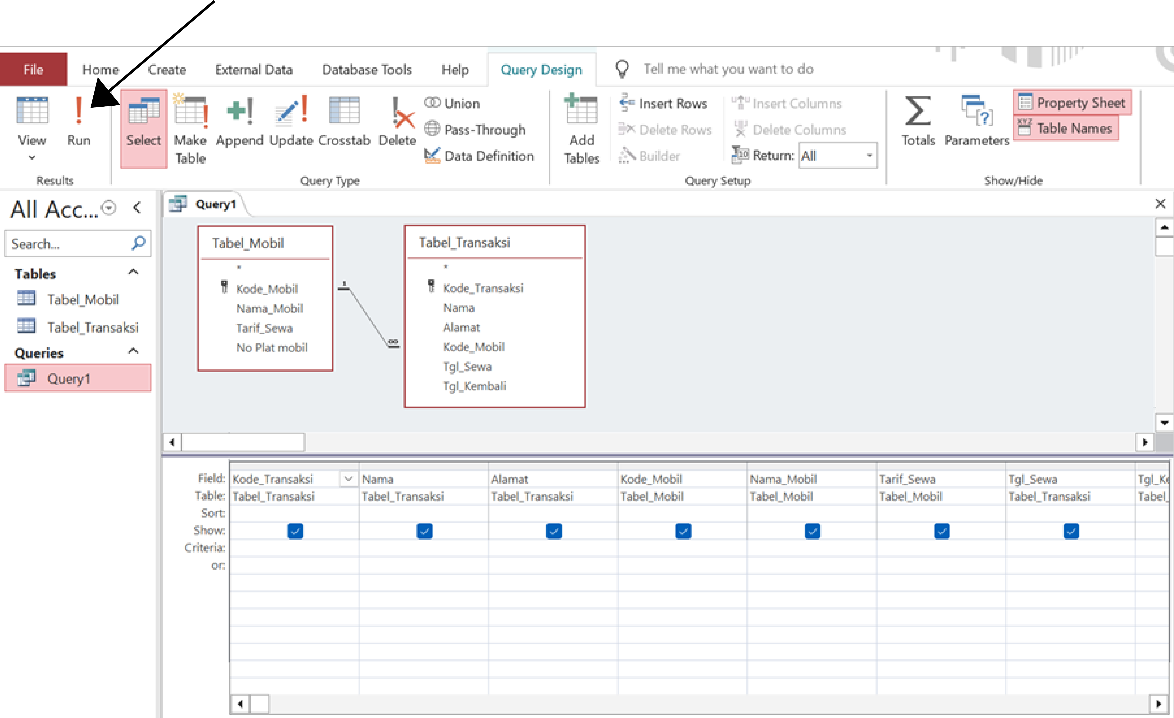 File Home Create External Data Database Tools Help Query Design Tell me what you want to do
View Run Select Make Table Append Update Crosstab Delete
Union
Pass-Through
Data Definition
Add Tables
Insert Rows
Delete Rows
Builder
Insert Columns
Delete Columns
Return: All
Totals Parameters
Property Sheet
Table Names
Results Query Type Query Setup Show/Hide
All Acc...
Search...
Tables
Tabel_Mobil
Tabel_Transaksi
Queries
Query1
Query1
Tabel_Mobil
*
Kode_Mobil
Nama_Mobil
Tarif_Sewa
No Plat mobil
1
∞
Tabel_Transaksi
*
Kode_Transaksi
Nama
Alamat
Kode_Mobil
Tgl_Sewa
Tgl_Kembali
Field: Kode_Transaksi Nama Alamat Kode_Mobil Nama_Mobil Tarif_Sewa Tgl_Sewa Tgl_Ke
Table: Tabel_Transaksi Tabel_Transaksi Tabel_Transaksi Tabel_Mobil Tabel_Mobil Tabel_Mobil Tabel_Transaksi Tabel_
Sort:
Show:
Criteria:
or: